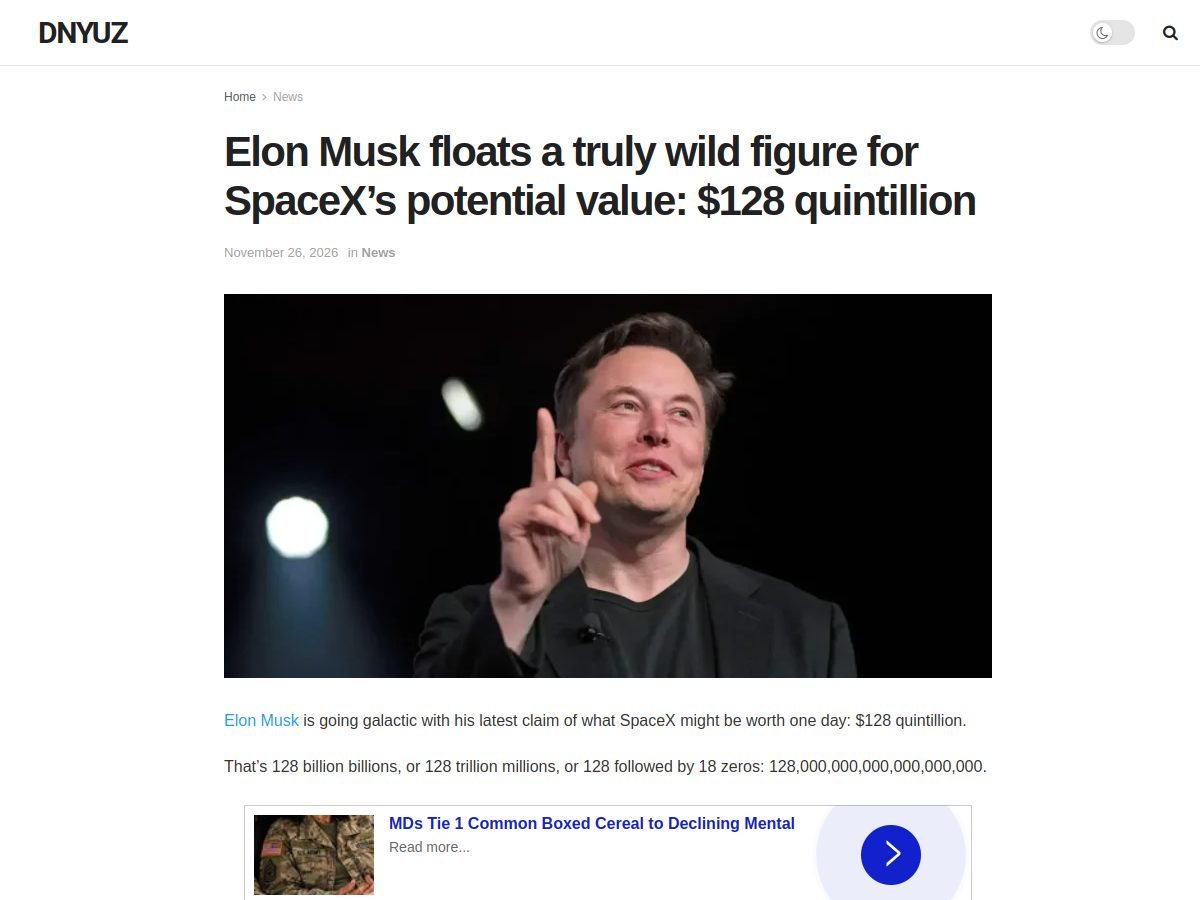 DNYUZ
Home > News
Elon Musk floats a truly wild figure for
SpaceX’s potential value: $128 quintillion
November 26, 2026 in News
Elon Musk is going galactic with his latest claim of what SpaceX might be worth one day: $128 quintillion.
That’s 128 billion billions, or 128 trillion millions, or 128 followed by 18 zeros: 128,000,000,000,000,000,000.
MDs Tie 1 Common Boxed Cereal to Declining Mental
Read more...